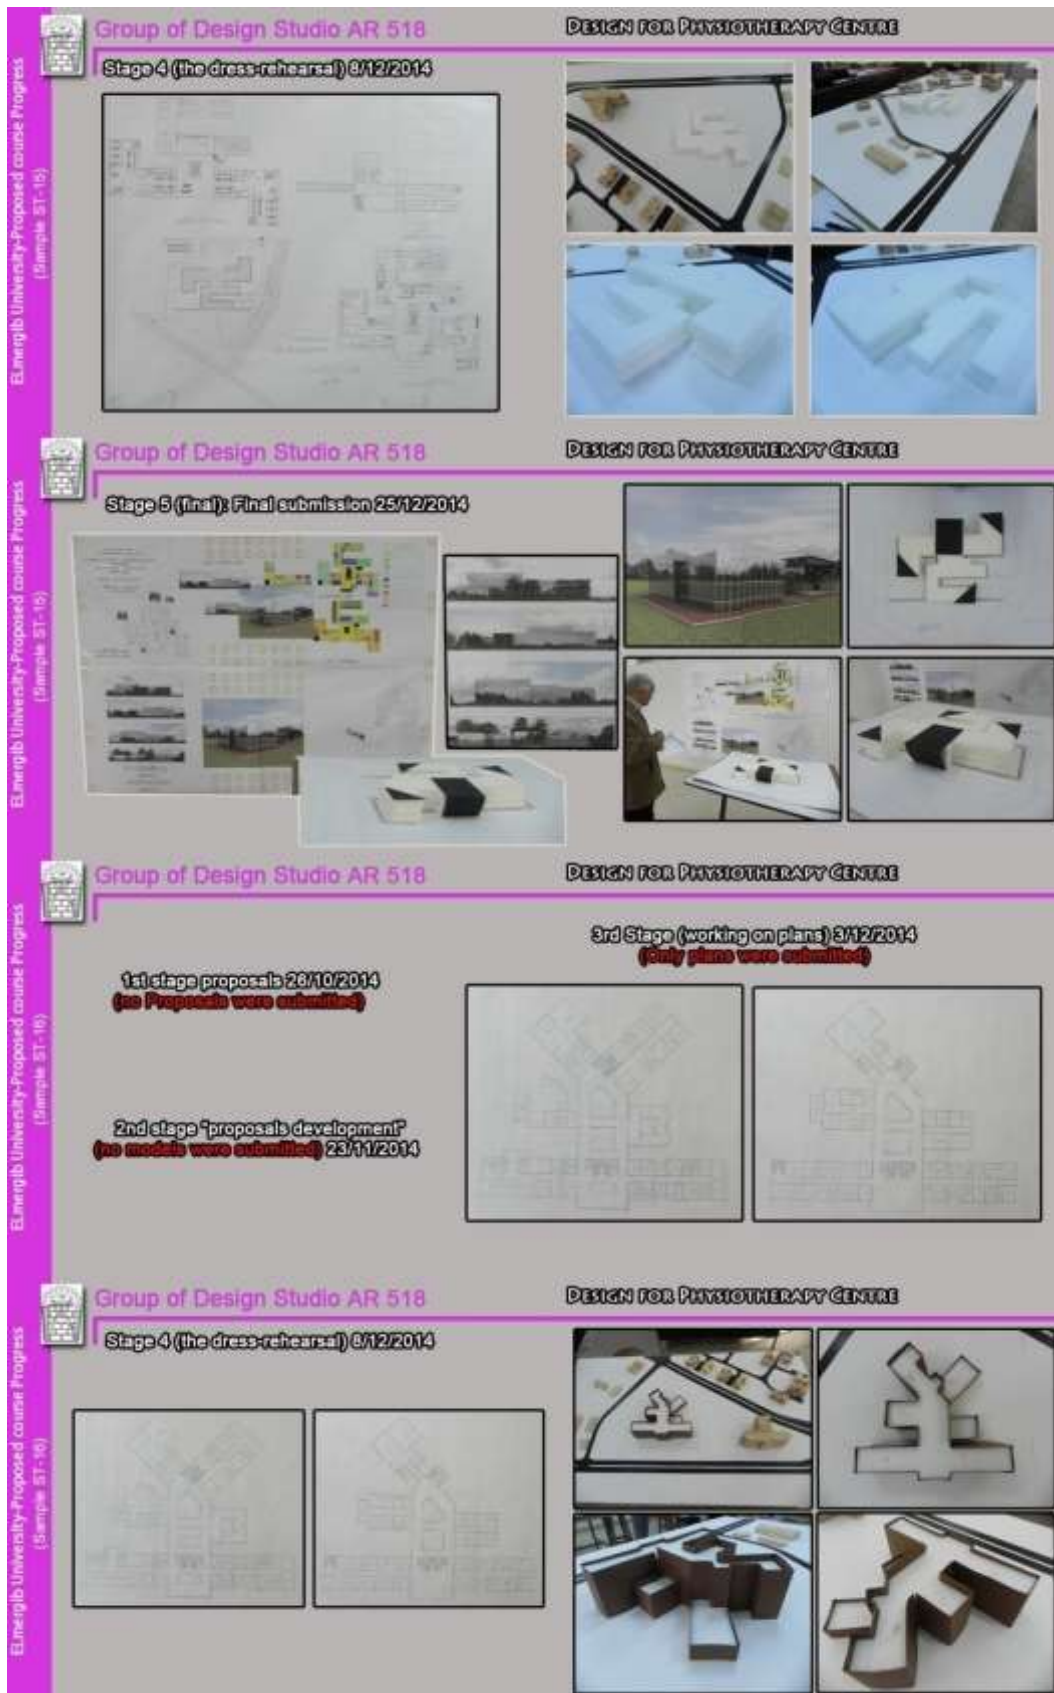 Group of Design Studio AR 518
DESIGN FOR PHYSIOTHERAPY CENTRE
ELmergib University-Proposed course Progress
(Sample ST-15)
Stage 4 (the dress-rehearsal) 8/12/2014
Group of Design Studio AR 518
DESIGN FOR PHYSIOTHERAPY CENTRE
ELmergib University-Proposed course Progress
(Sample ST-15)
Stage 5 (final): Final submission 25/12/2014
Group of Design Studio AR 518
DESIGN FOR PHYSIOTHERAPY CENTRE
ELmergib University-Proposed course Progress
(Sample ST-16)
1st stage proposals 26/10/2014
(no Proposals were submitted)
2nd stage "proposals development"
(no models were submitted) 23/11/2014
3rd Stage (working on plans) 3/12/2014
(Only plans were submitted)
Group of Design Studio AR 518
DESIGN FOR PHYSIOTHERAPY CENTRE
ELmergib University-Proposed course Progress
(Sample ST-16)
Stage 4 (the dress-rehearsal) 8/12/2014